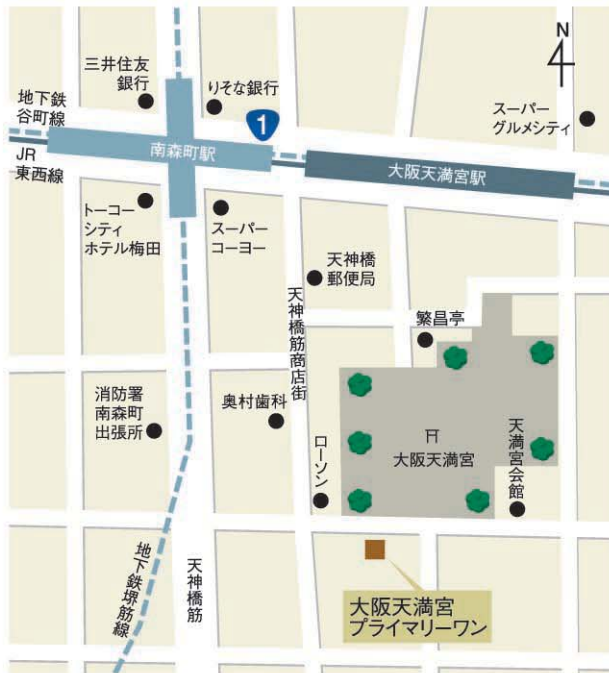 N
三井住友
銀行
りそな銀行
地下鉄
谷町線
1
スーパー
グルメシティ
JR
東西線
南森町駅
大阪天満宮駅
トーコー
シティ
ホテル梅田
スーパー
コーヨー
天神橋
郵便局
天神橋筋商店街
繁昌亭
消防署
南森町
出張所
奥村歯科
ローソン
大阪天満宮
天満宮会館
地下鉄堺筋線
天神橋筋
大阪天満宮
プライマリーワン